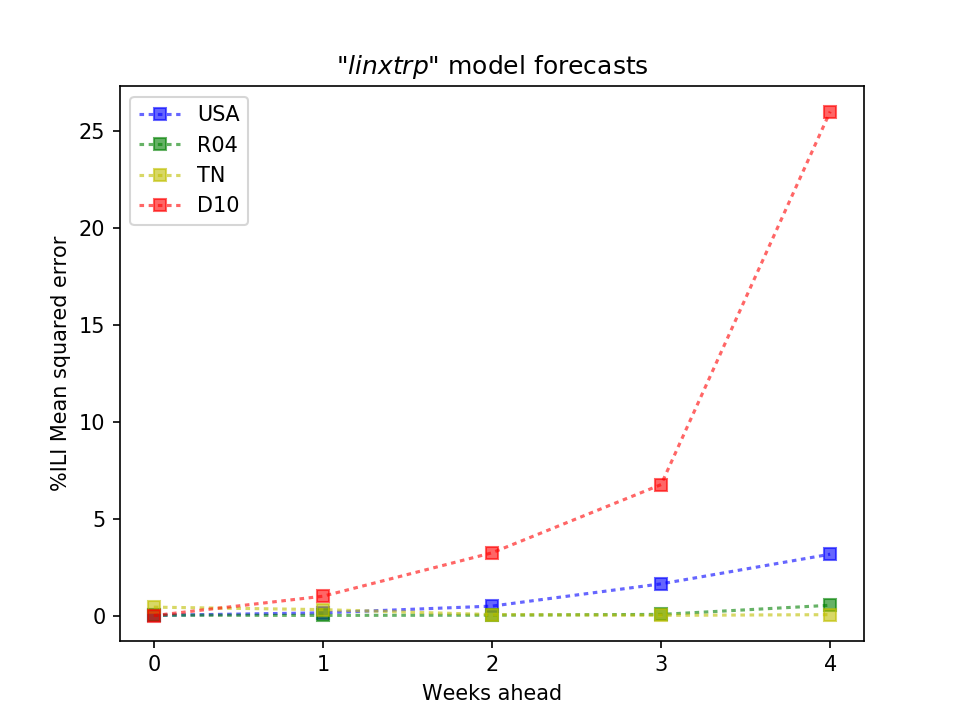 "linxtrp" model forecasts
USA
R04
TN
D10
%ILI Mean squared error
25
20
15
10
5
0
0 1 2 3 4
Weeks ahead